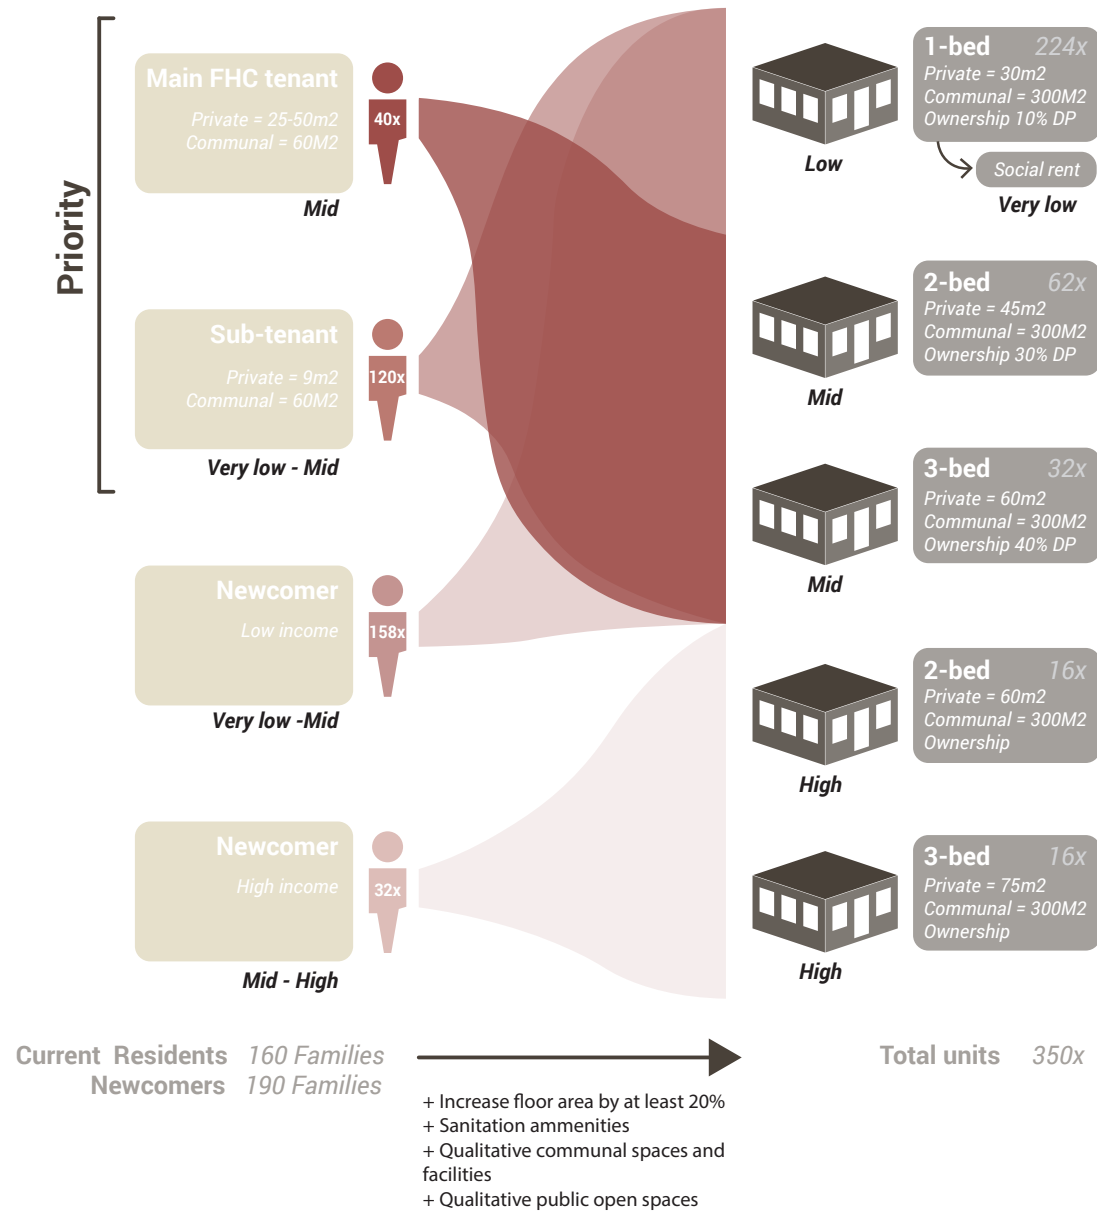 Priority
Main FHC tenant
Private = 25-50m2
Communal = 60M2
40x
Mid
Sub-tenant
Private = 9m2
Communal = 60M2
120x
Very low - Mid
Newcomer
Low income
158x
Very low -Mid
Newcomer
High income
32x
Mid - High
1-bed 224x
Private = 30m2
Communal = 300M2
Ownership 10% DP
Low
Social rent
Very low
2-bed 62x
Private = 45m2
Communal = 300M2
Ownership 30% DP
Mid
3-bed 32x
Private = 60m2
Communal = 300M2
Ownership 40% DP
Mid
2-bed 16x
Private = 60m2
Communal = 300M2
Ownership
High
3-bed 16x
Private = 75m2
Communal = 300M2
Ownership
High
Current Residents 160 Families
Newcomers 190 Families
Total units 350x
+ Increase floor area by at least 20%
+ Sanitation ammenities
+ Qualitative communal spaces and
facilities
+ Qualitative public open spaces